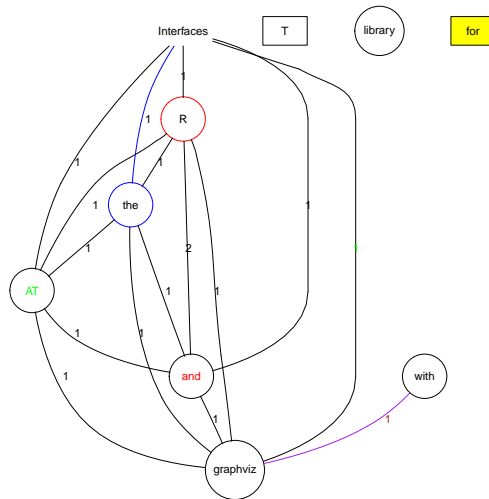 Interfaces T library for
1
R
1 1
the
1 1
1 2 1 1
AT
1 1
1 1
1
and with
1 1
graphviz